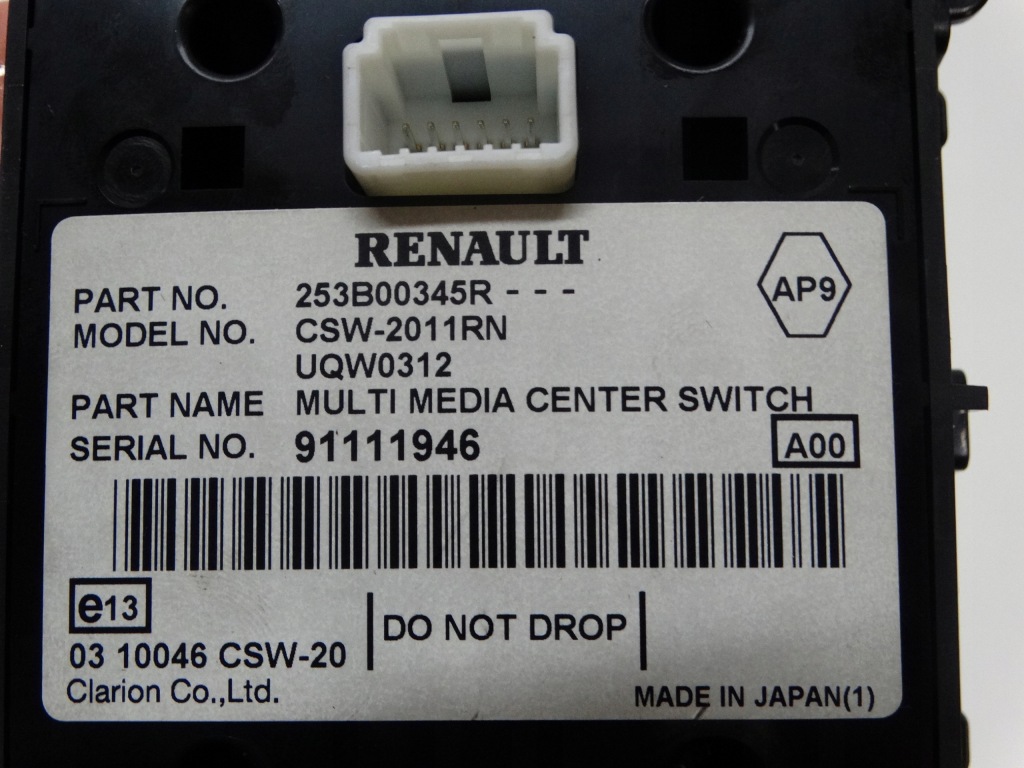 RENAULT
PART NO. 253B00345R - - -
AP9
MODEL NO. CSW-2011RN
UQW0312
PART NAME MULTI MEDIA CENTER SWITCH
SERIAL NO. 91111946
A00
e13
DO NOT DROP
03 10046 CSW-20
Clarion Co.,Ltd.
MADE IN JAPAN(1)